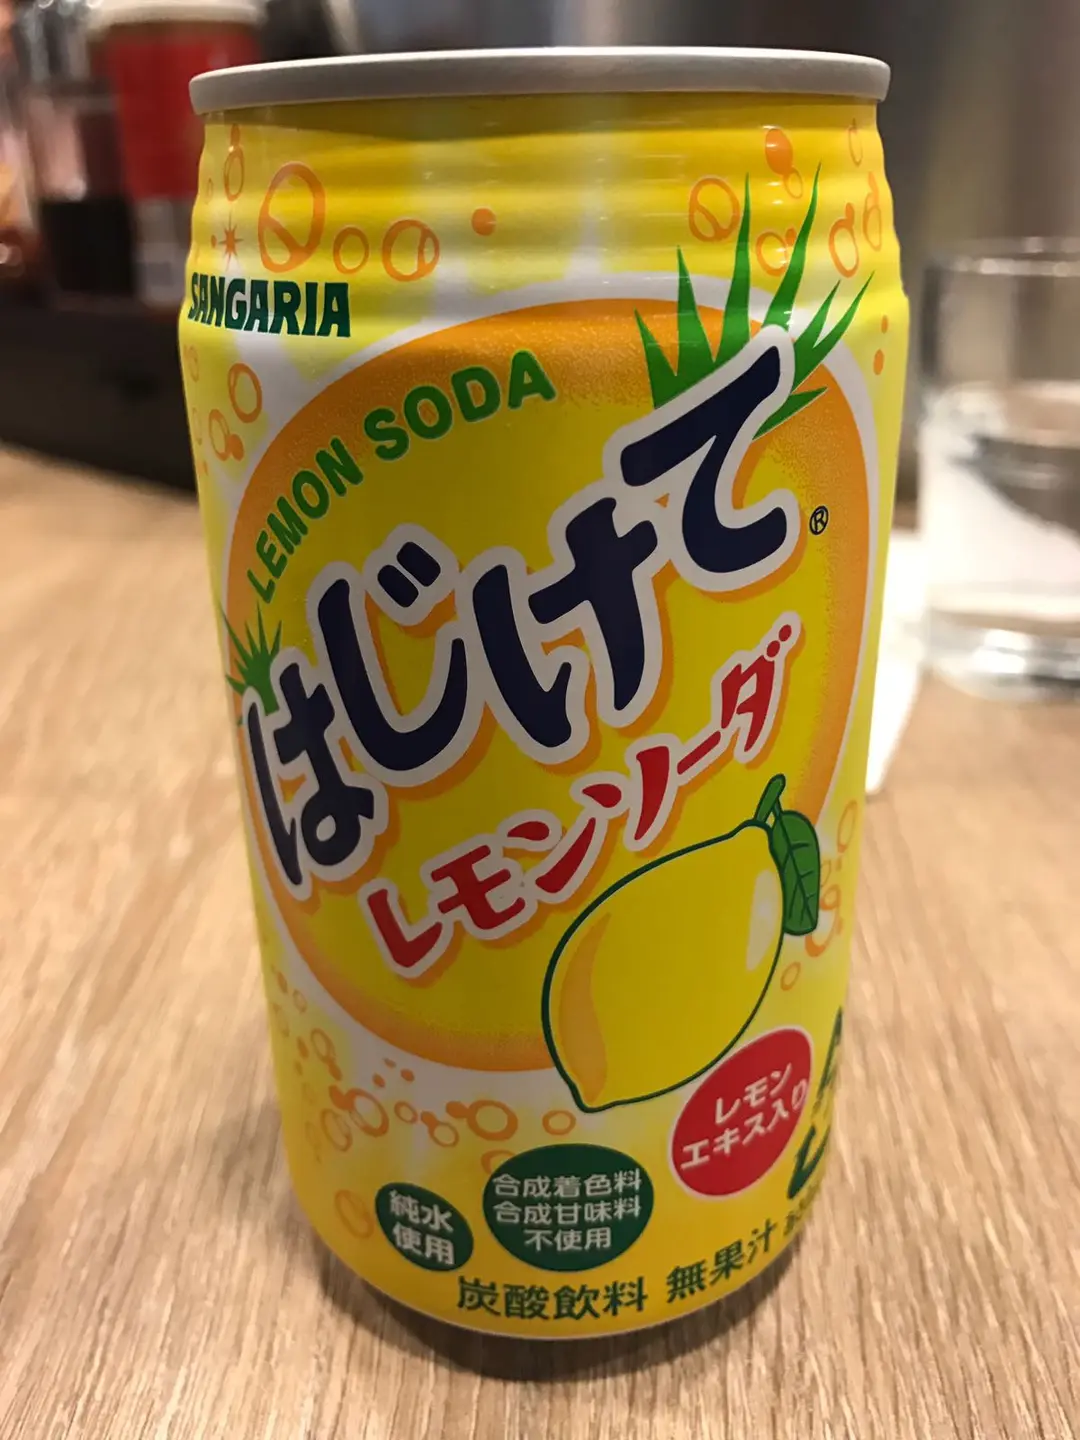 SANGARIA
LEMON SODA
はじけて®
レモンソーダ
レモン
エキス入り
合成着色料
合成甘味料
不使用
純水
使用
炭酸飲料 無果汁